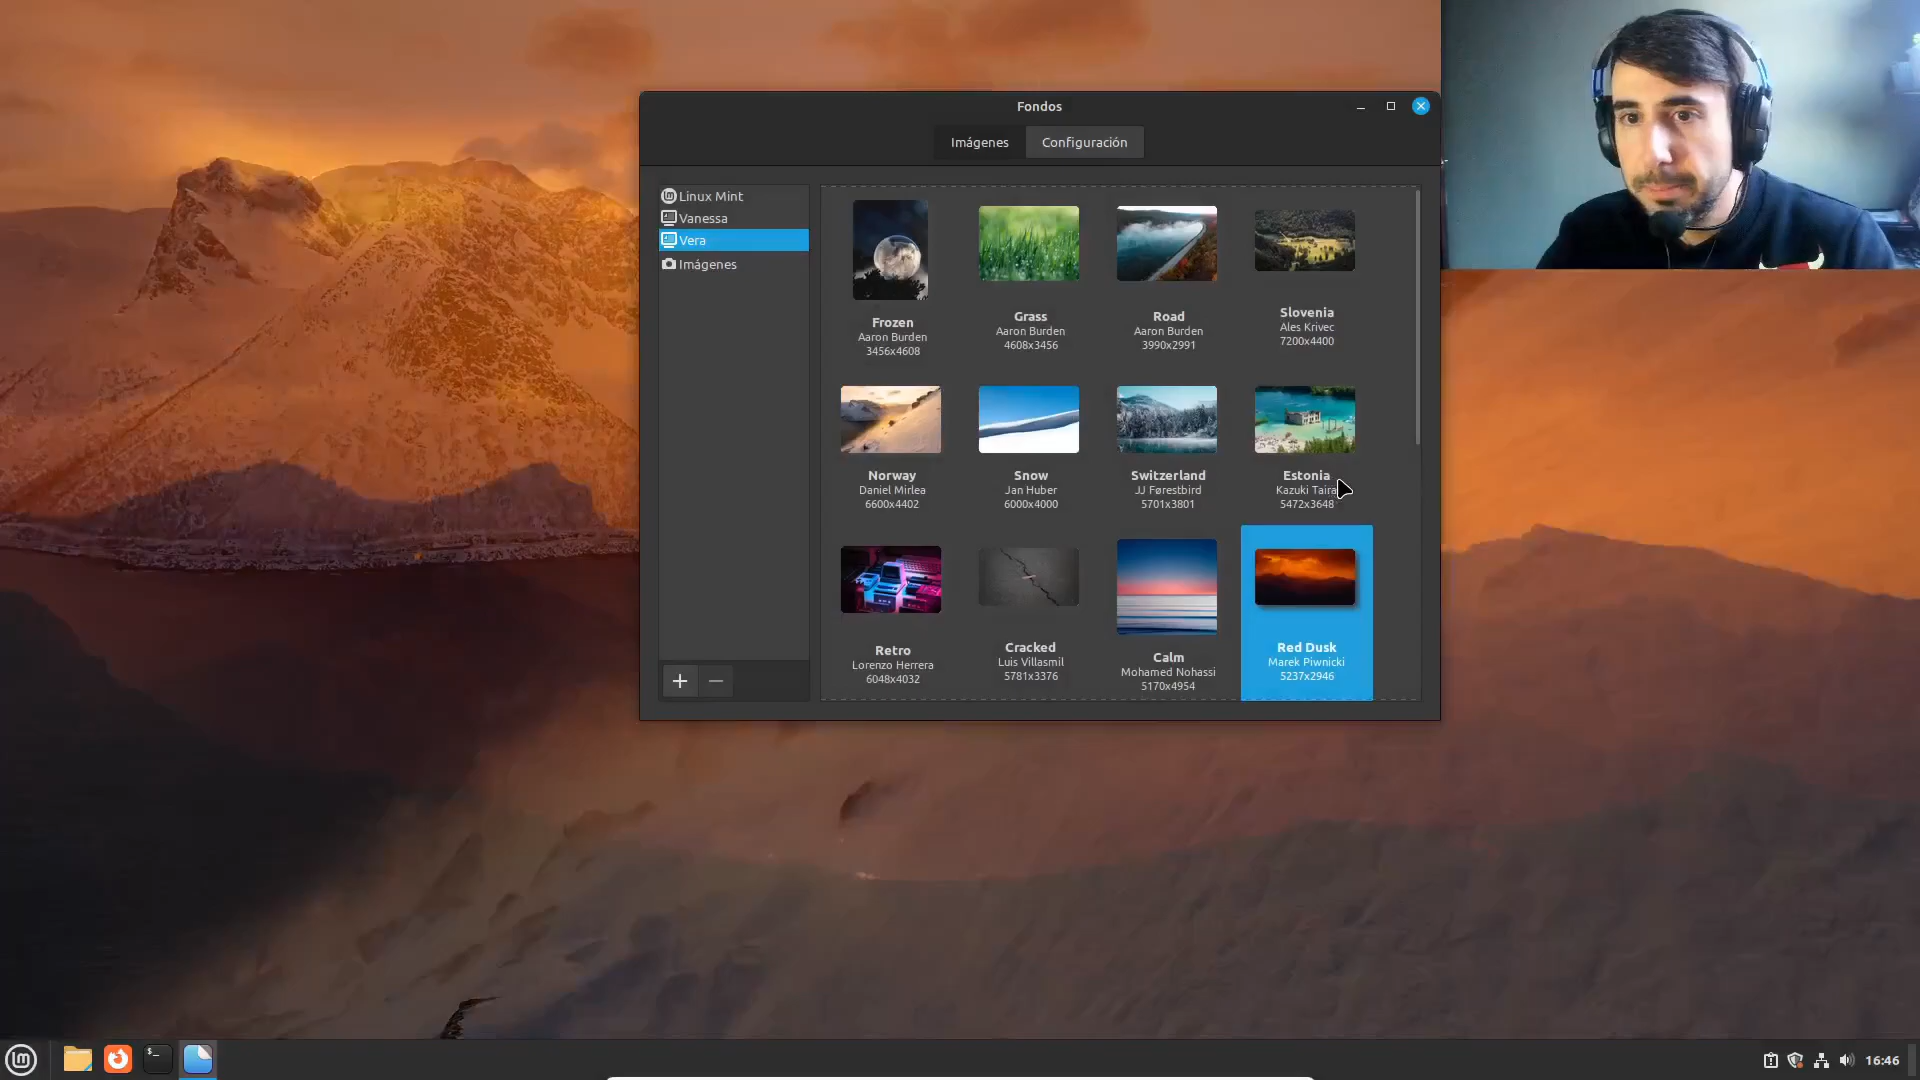 Fondos
Imágenes
Configuración
Linux Mint
Vanessa
Vera
Imágenes
Frozen
Aaron Burden
3456x4608
Grass
Aaron Burden
4608x3456
Road
Aaron Burden
3990x2991
Slovenia
Ales Krivec
7200x4400
Norway
Daniel Mirlea
6600x4402
Snow
Jan Huber
6000x4000
Switzerland
JJ Førestbird
5701x3801
Estonia
Kazuki Taira
5472x3648
Retro
Lorenzo Herrera
6048x4032
Cracked
Luis Villasmil
5781x3376
Calm
Mohamed Nohassi
5170x4954
Red Dusk
Marek Piwnicki
5237x2946
16:46